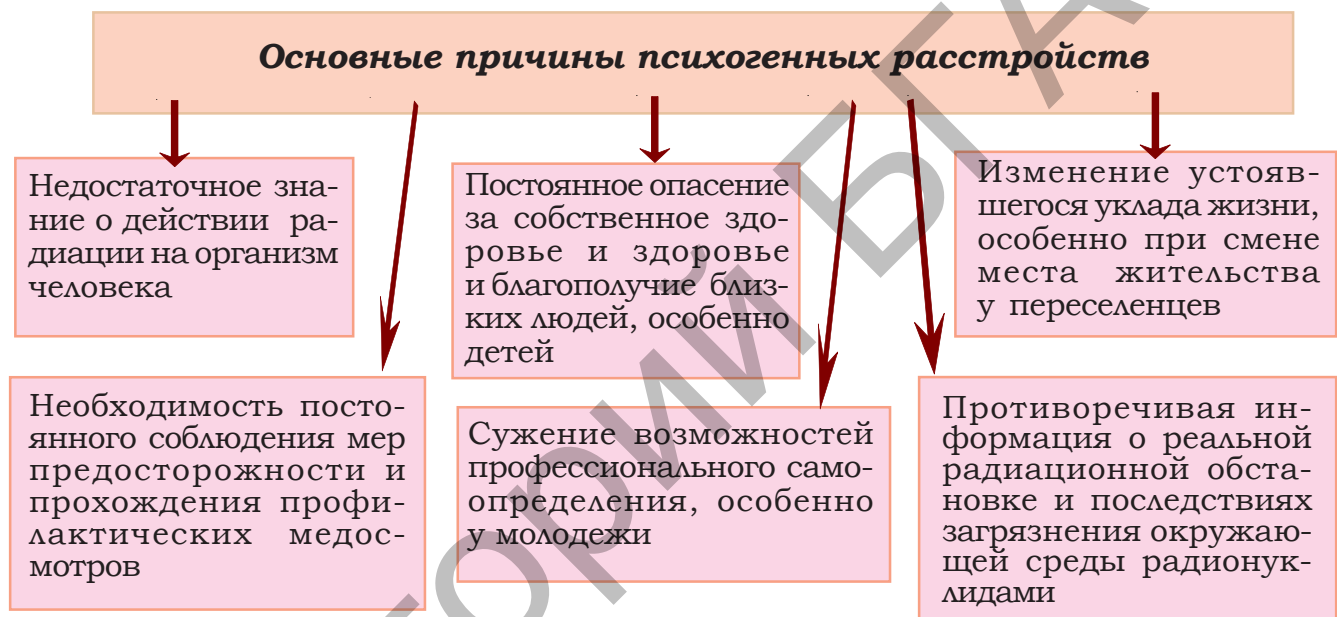 Основные причины психогенных расстройств
Недостаточное зна-
ние о действии ра-
диации на организм
человека
Постоянное опасение
за собственное здо-
ровье и здоровье
и благополучие близ-
ких людей, особенно
детей
Изменение устояв-
шегося уклада жизни,
особенно при смене
места жительства
у переселенцев
Необходимость посто-
янного соблюдения мер
предосторожности и
прохождения профи-
лактических медос-
мотров
Сужение возможностей
профессионального само-
определения, особенно
у молодежи
Противоречивая ин-
формация о реальной
радиационной обста-
новке и последствиях
загрязнения окружаю-
щей среды радионук-
лидами